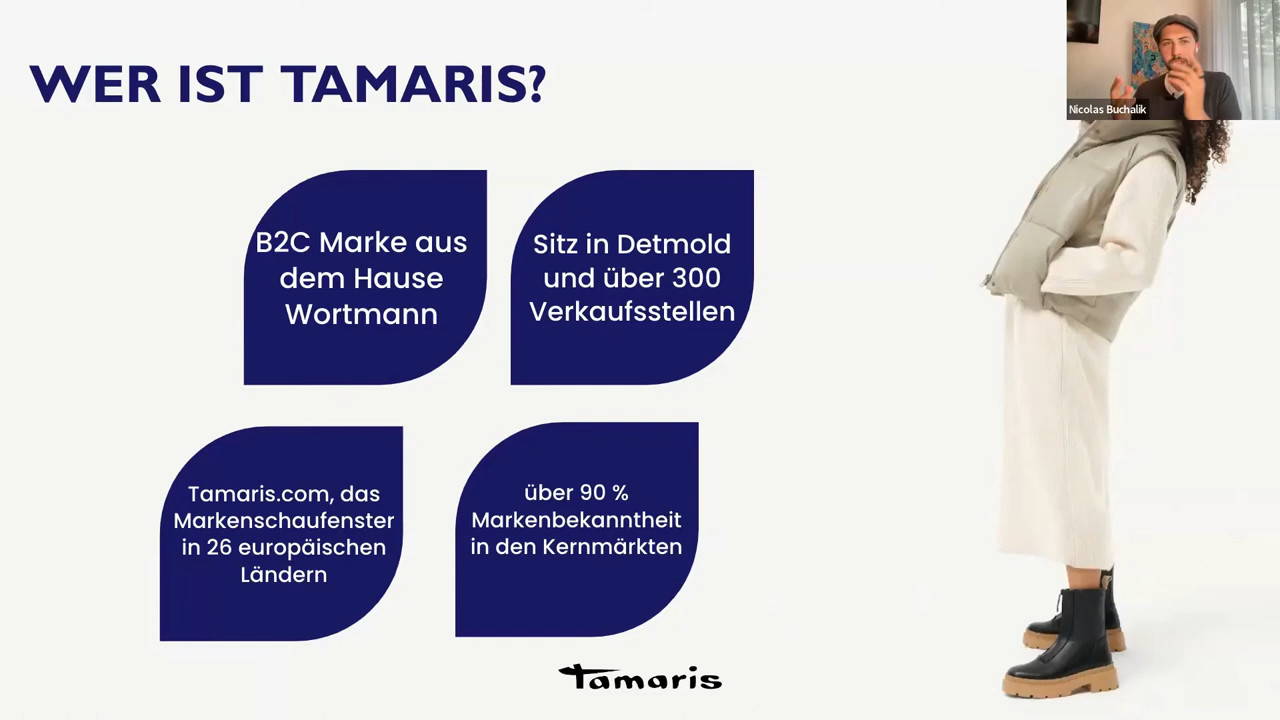 WER IST TAMARIS?
Nicolas Buchalik
B2C Marke aus
dem Hause
Wortmann
Sitz in Detmold
und über 300
Verkaufsstellen
Tamaris.com, das
Markenschaufenster
in 26 europäischen
Ländern
über 90 %
Markenbekanntheit
in den Kernmärkten
Tamaris